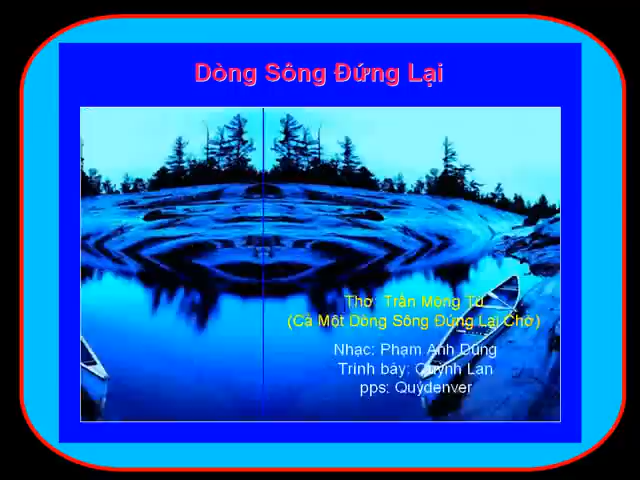 Dòng Sông Đứng Lại
Thơ: Trần Mộng Tú
(Cả Một Dòng Sông Đứng Lại Chờ)
Nhạc: Phạm Anh Dũng
Trình bày: Quỳnh Lan
pps: Quýdenver